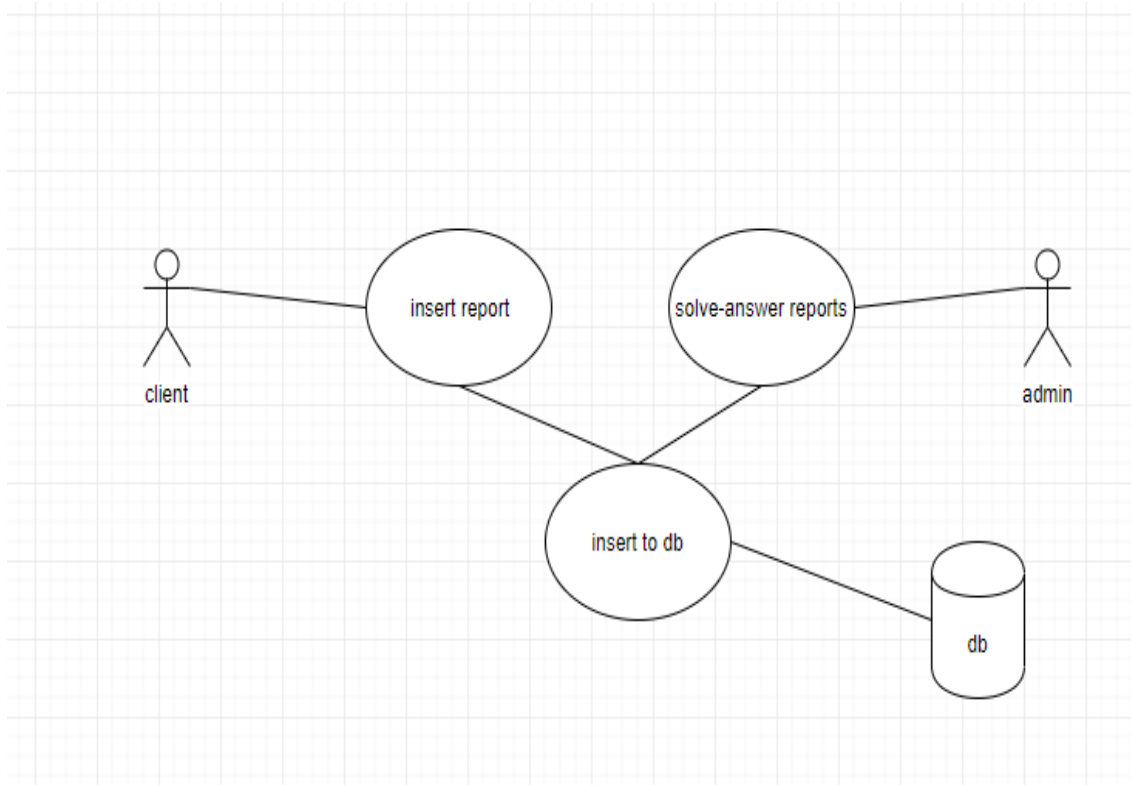 insert report
solve-answer reports
client
admin
insert to db
db